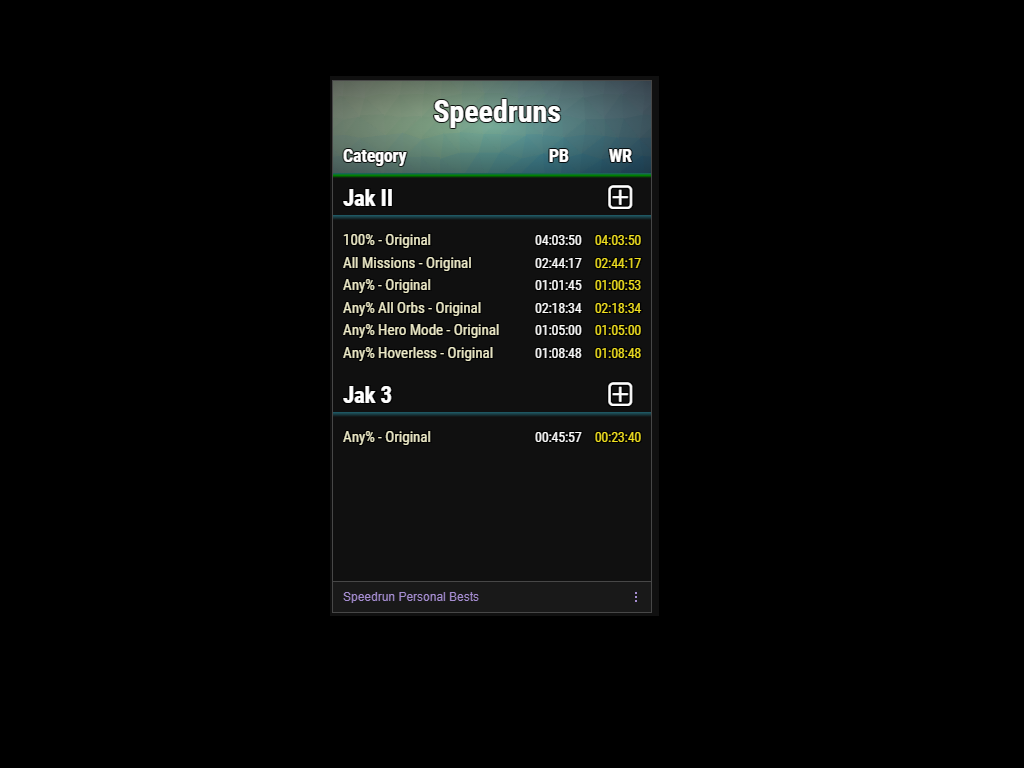 Speedruns
Category PB WR
Jak II
100% - Original 04:03:50 04:03:50
All Missions - Original 02:44:17 02:44:17
Any% - Original 01:01:45 01:00:53
Any% All Orbs - Original 02:18:34 02:18:34
Any% Hero Mode - Original 01:05:00 01:05:00
Any% Hoverless - Original 01:08:48 01:08:48
Jak 3
Any% - Original 00:45:57 00:23:40
Speedrun Personal Bests